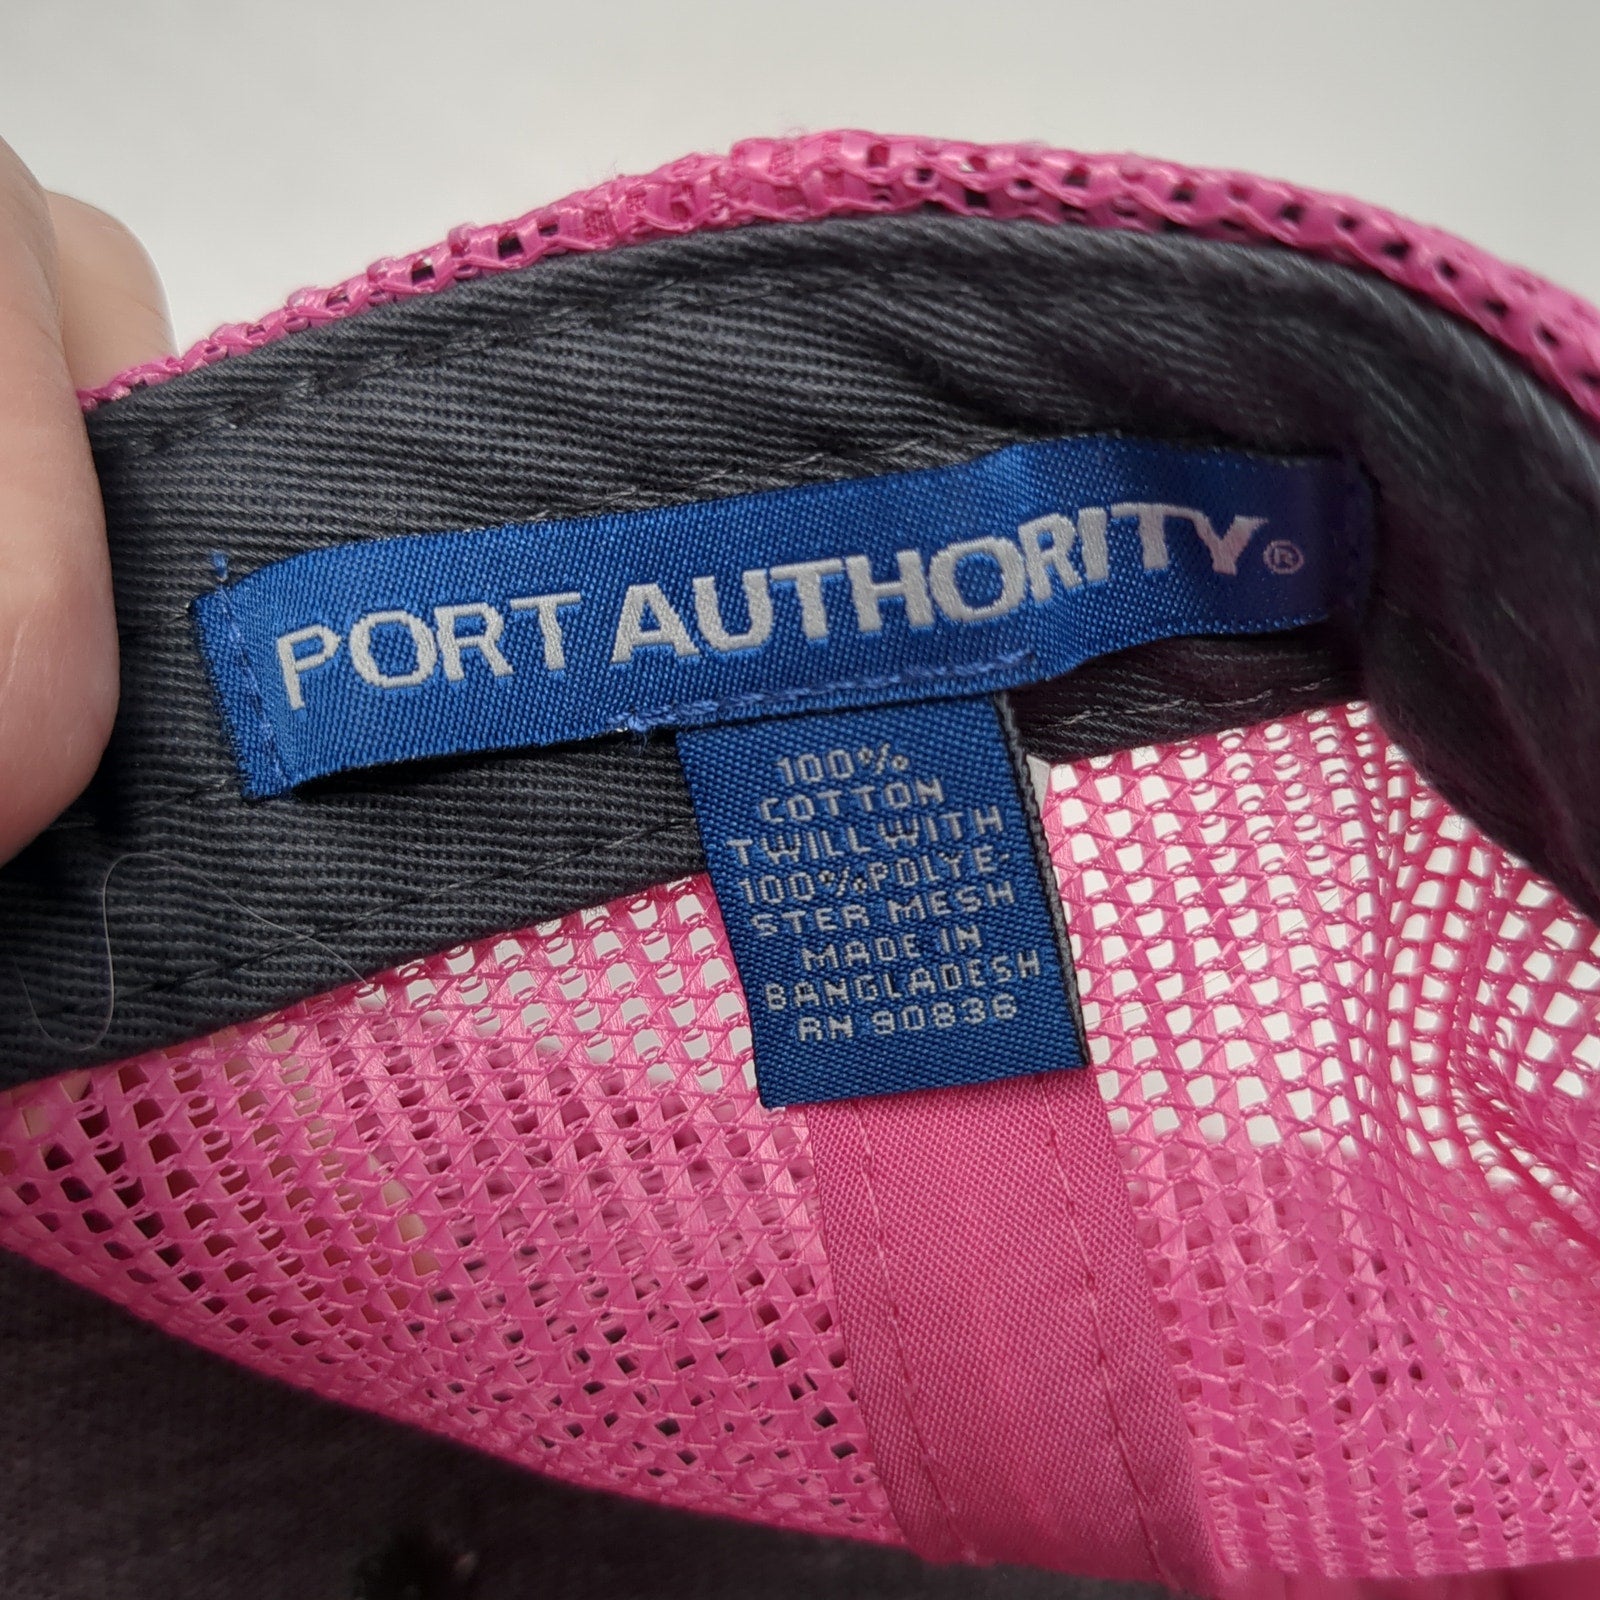 PORT AUTHORITY®
100%
COTTON
TWILL WITH
100% POLYE-
STER MESH
MADE IN
BANGLADESH
RN 90836